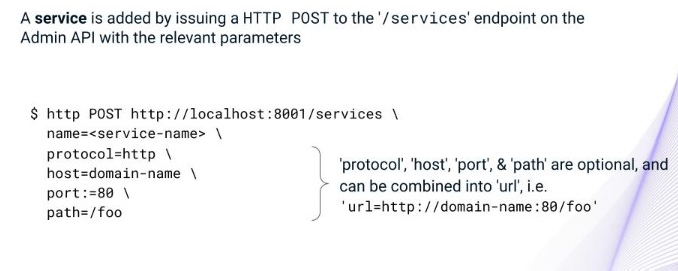 A service is added by issuing a HTTP POST to the '/services' endpoint on the
Admin API with the relevant parameters
$ http POST http://localhost:8001/services \
name=<service-name> \
protocol=http \
host=domain-name \
port:=80 \
path=/foo
'protocol', 'host', 'port', & 'path' are optional, and
can be combined into 'url', i.e.
'url=http://domain-name:80/foo'